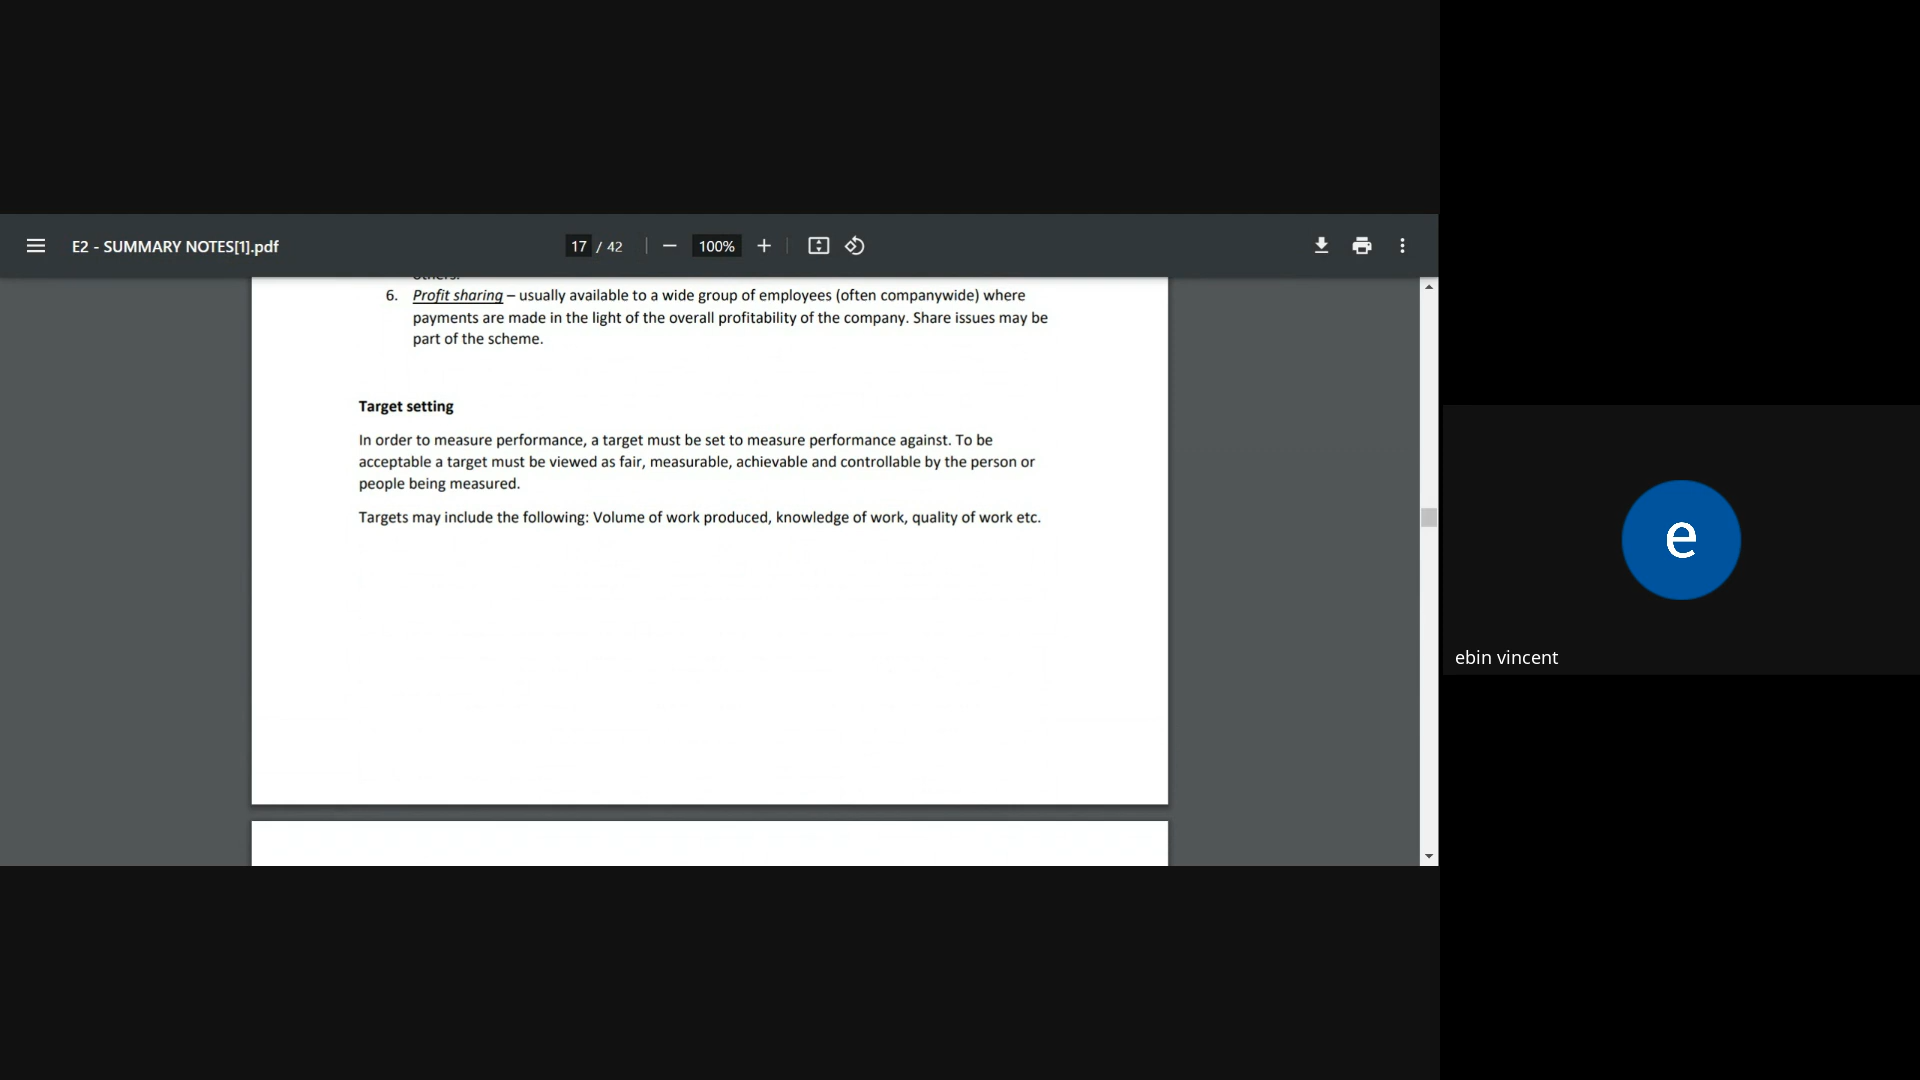 E2 - SUMMARY NOTES[1].pdf
17 / 42
100%
others.
6. Profit sharing – usually available to a wide group of employees (often companywide) where
payments are made in the light of the overall profitability of the company. Share issues may be
part of the scheme.
Target setting
In order to measure performance, a target must be set to measure performance against. To be
acceptable a target must be viewed as fair, measurable, achievable and controllable by the person or
people being measured.
Targets may include the following: Volume of work produced, knowledge of work, quality of work etc.
e
ebin vincent